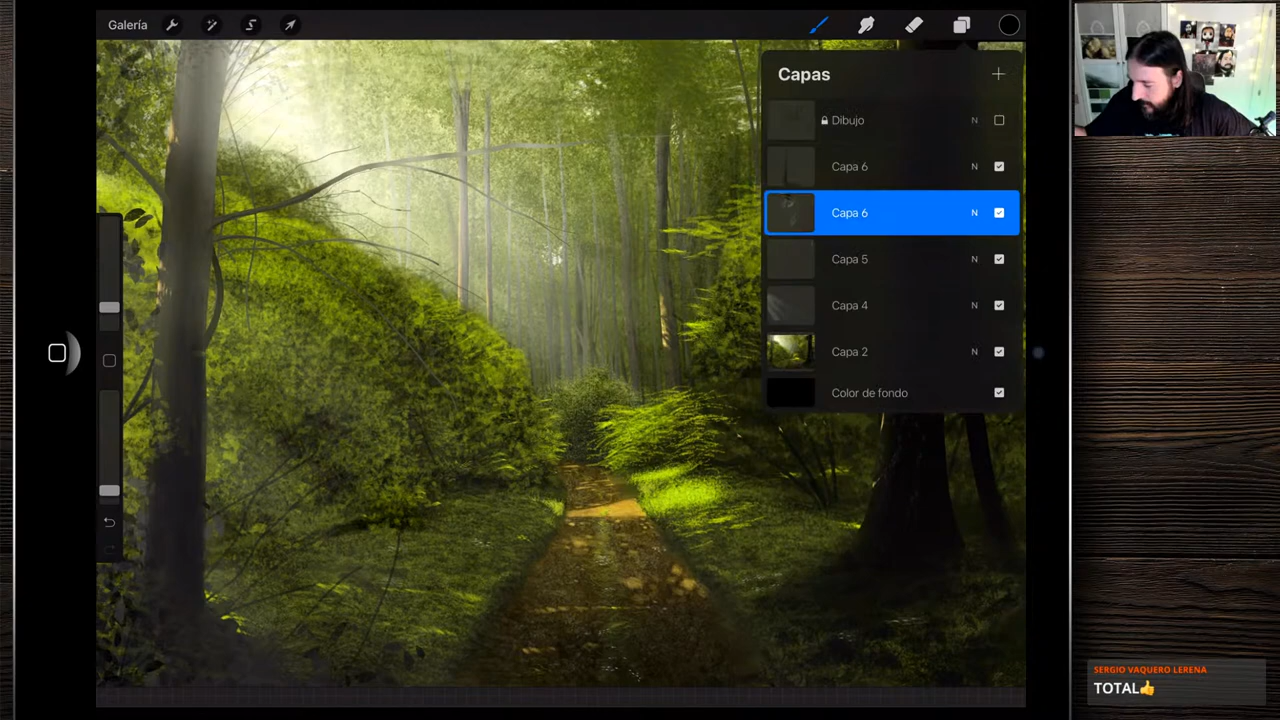 Galería
Capas
Dibujo N
Capa 6 N
Capa 6 N
Capa 5 N
Capa 4 N
Capa 2 N
Color de fondo
SERGIO VAQUERO LERENA
TOTAL👍